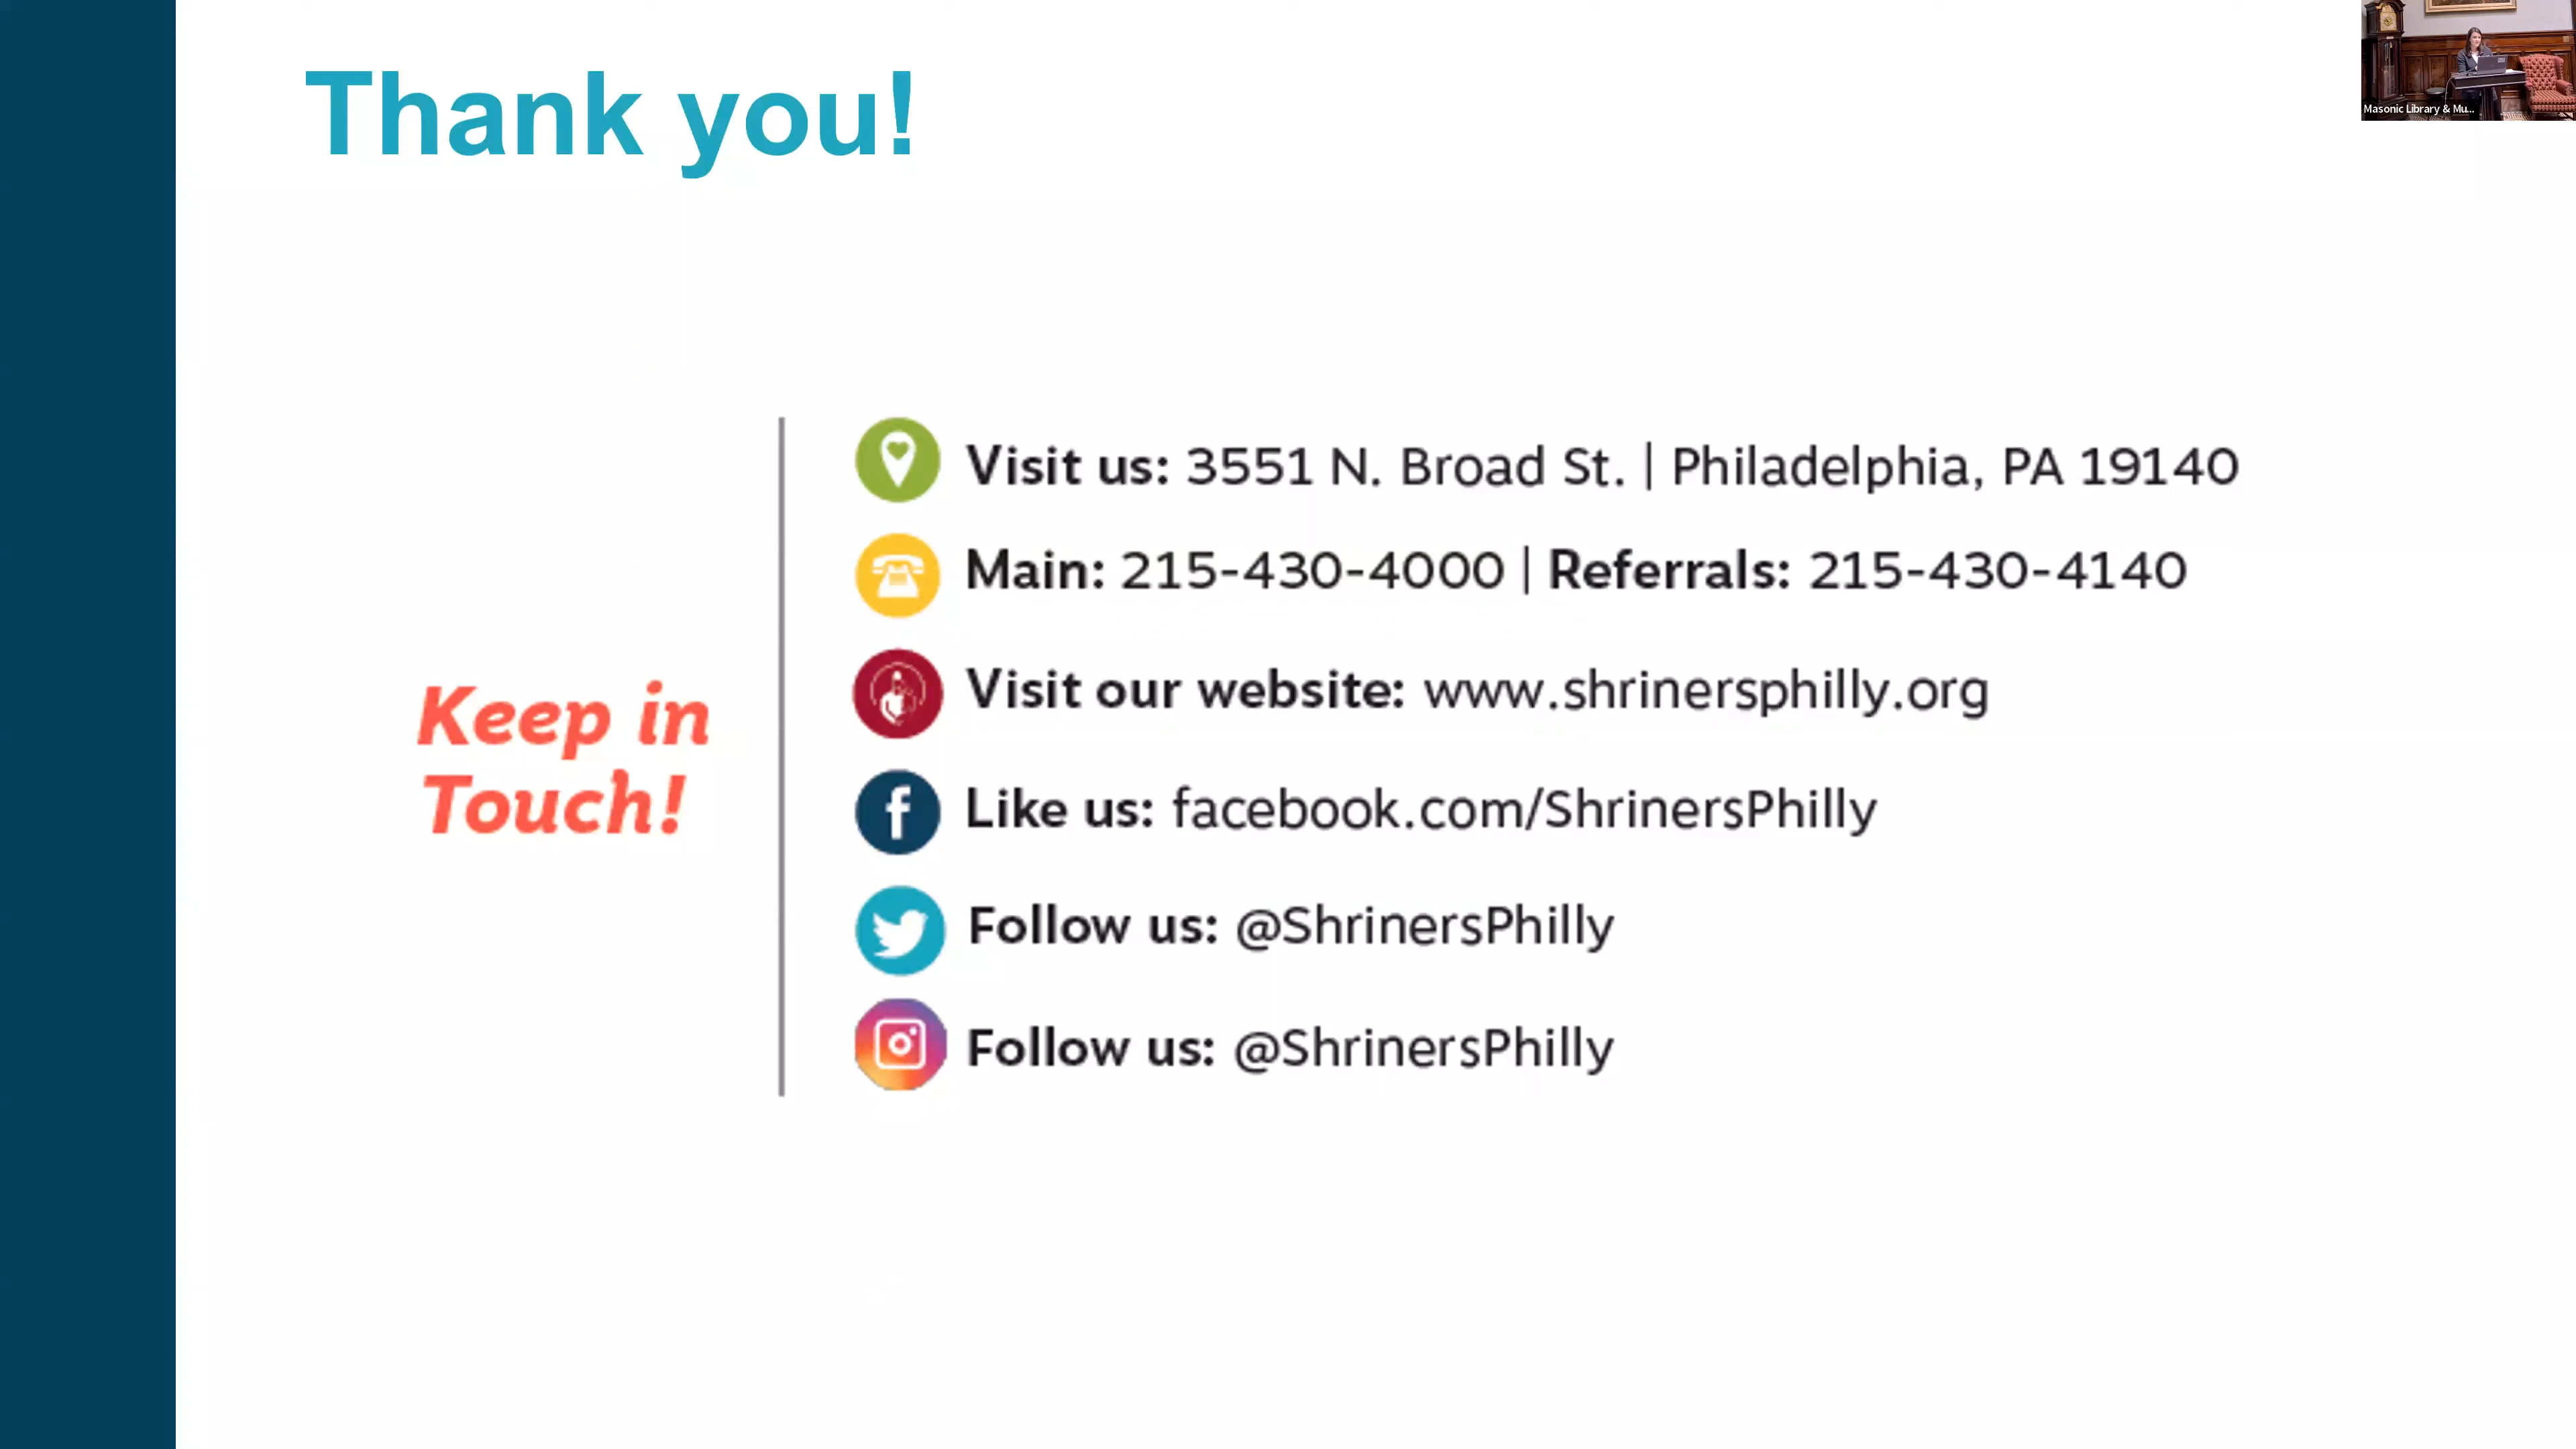 Thank you!
Masonic Library & Mu...
Keep in
Touch!
Visit us: 3551 N. Broad St. | Philadelphia, PA 19140
Main: 215-430-4000 | Referrals: 215-430-4140
Visit our website: www.shrinersphilly.org
Like us: facebook.com/ShrinersPhilly
Follow us: @ShrinersPhilly
Follow us: @ShrinersPhilly